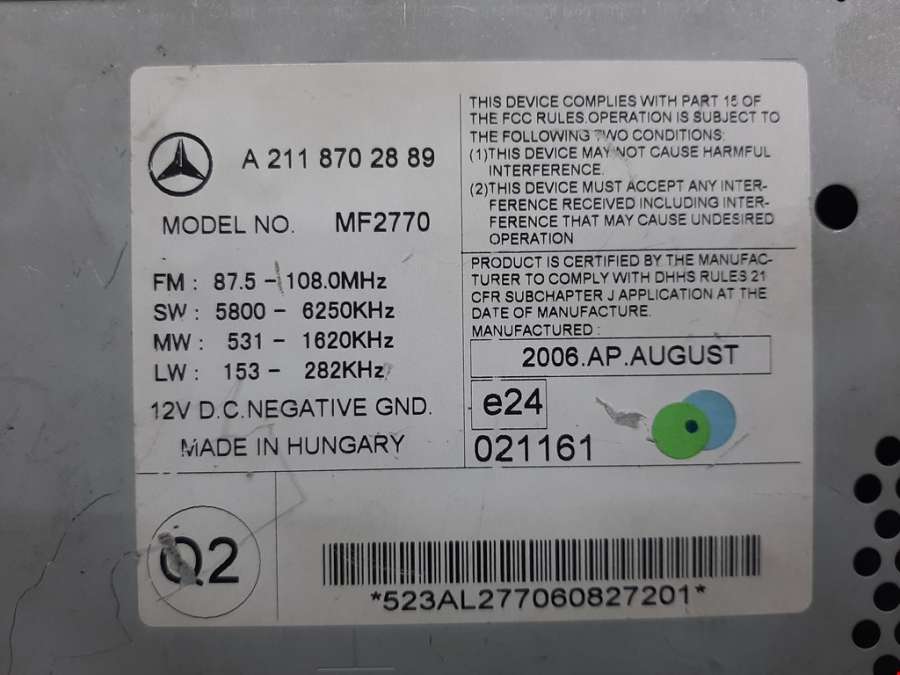 A 211 870 28 89
MODEL NO. MF2770
FM : 87.5 - 108.0MHz
SW : 5800 - 6250KHz
MW : 531 - 1620KHz
LW : 153 - 282KHz
12V D.C.NEGATIVE GND.
MADE IN HUNGARY
THIS DEVICE COMPLIES WITH PART 15 OF
THE FCC RULES.OPERATION IS SUBJECT TO
THE FOLLOWING TWO CONDITIONS:
(1)THIS DEVICE MAY NOT CAUSE HARMFUL
INTERFERENCE.
(2)THIS DEVICE MUST ACCEPT ANY INTER-
FERENCE RECEIVED INCLUDING INTER-
FERENCE THAT MAY CAUSE UNDESIRED
OPERATION
PRODUCT IS CERTIFIED BY THE MANUFAC-
TURER TO COMPLY WITH DHHS RULES 21
CFR SUBCHAPTER J APPLICATION AT THE
DATE OF MANUFACTURE.
MANUFACTURED :
2006.AP.AUGUST
e24
021161
Q2
*523AL277060827201*